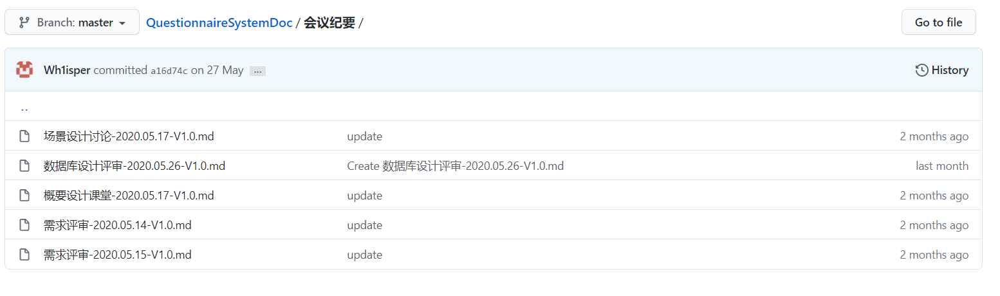 Branch: master QuestionnaireSystemDoc / 会议纪要 / Go to file
Wh1isper committed a16d74c on 27 May ... History
..
场景设计讨论-2020.05.17-V1.0.md update 2 months ago
数据库设计评审-2020.05.26-V1.0.md Create 数据库设计评审-2020.05.26-V1.0.md last month
概要设计课堂-2020.05.17-V1.0.md update 2 months ago
需求评审-2020.05.14-V1.0.md update 2 months ago
需求评审-2020.05.15-V1.0.md update 2 months ago